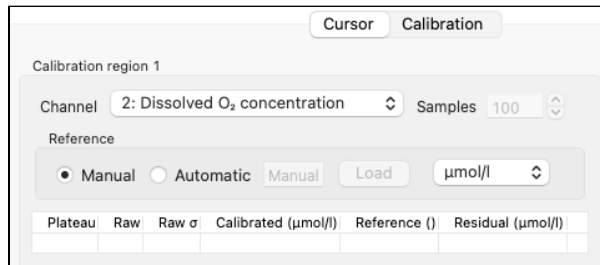 Cursor Calibration
Calibration region 1
Channel 2: Dissolved O₂ concentration Samples 100
Reference
Manual Automatic Manual Load µmol/l
Plateau Raw Raw σ Calibrated (µmol/l) Reference () Residual (µmol/l)